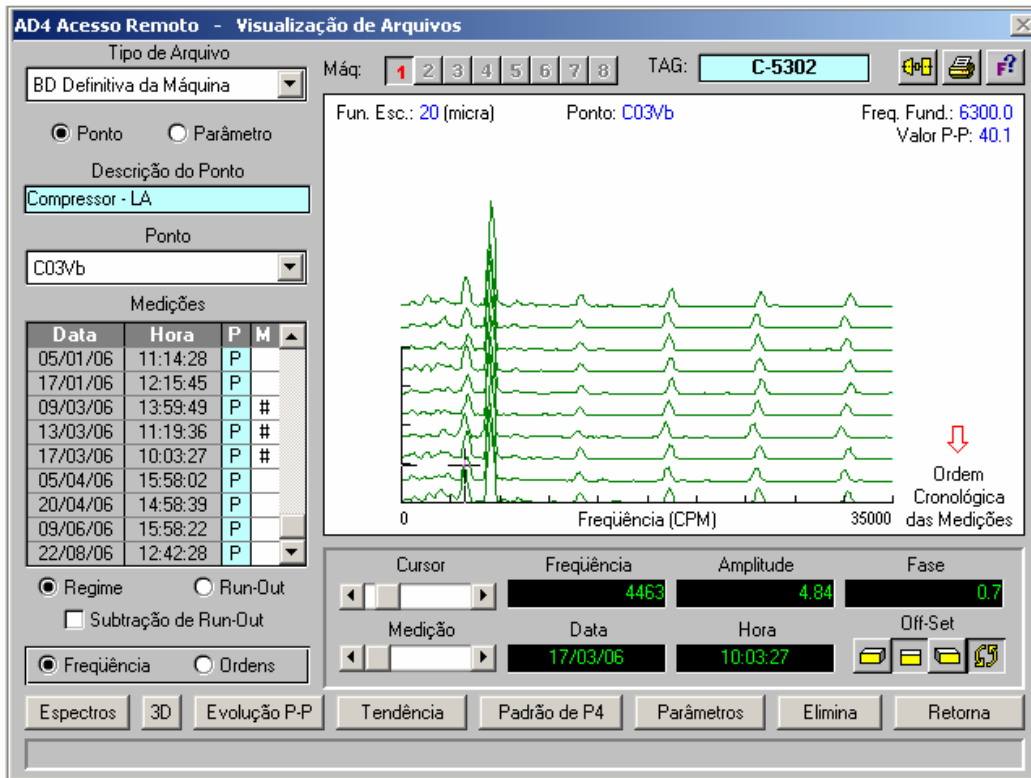 AD4 Acesso Remoto - Visualização de Arquivos
Tipo de Arquivo
BD Definitiva da Máquina
Ponto Parâmetro
Descrição do Ponto
Compressor - LA
Ponto
C03Vb
Medições
Data Hora P M
05/01/06 11:14:28 P
17/01/06 12:15:45 P
09/03/06 13:59:49 P #
13/03/06 11:19:36 P #
17/03/06 10:03:27 P #
05/04/06 15:58:02 P
20/04/06 14:58:39 P
09/06/06 15:58:22 P
22/08/06 12:42:28 P
Regime Run-Out
Subtração de Run-Out
Freqüência Ordens
Máq: 1 2 3 4 5 6 7 8 TAG: C-5302 F?
Fun. Esc.: 20 (micra) Ponto: C03Vb Freq. Fund.: 6300.0
Valor P-P: 40.1
Ordem
Cronológica
das Medições
0 Freqüência (CPM) 35000
Cursor Freqüência Amplitude Fase
4463 4.84 0.7
Medição Data Hora Off-Set
17/03/06 10:03:27
Espectros 3D Evolução P-P Tendência Padrão de P4 Parâmetros Elimina Retorna